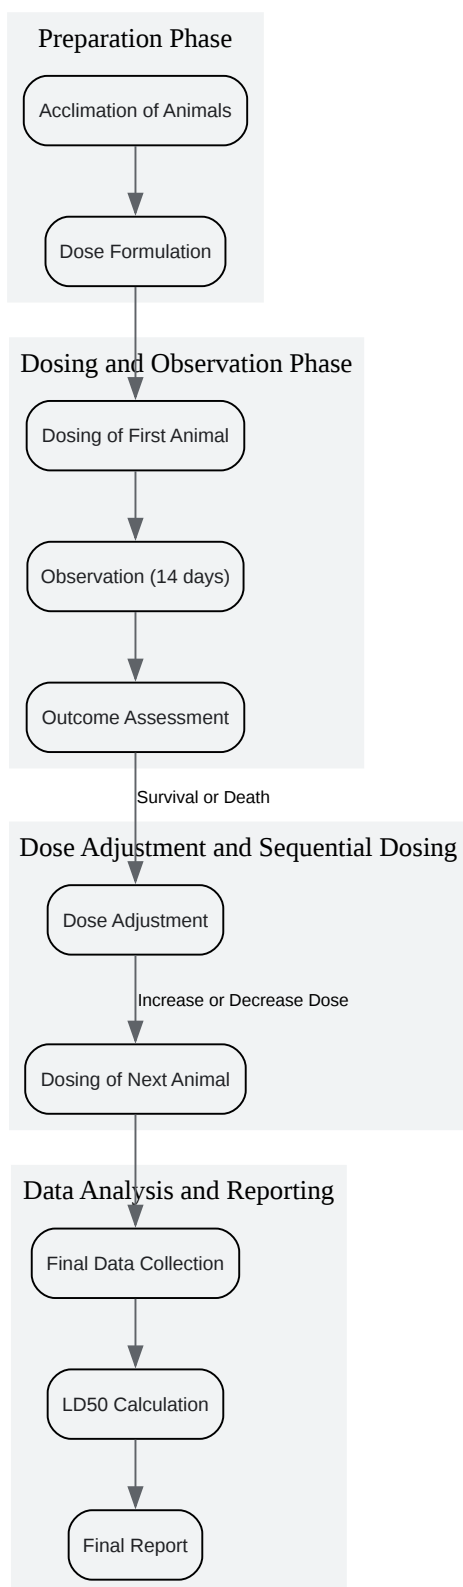 Preparation Phase
Acclimation of Animals
Dose Formulation
Dosing and Observation Phase
Dosing of First Animal
Observation (14 days)
Outcome Assessment
Survival or Death
Dose Adjustment and Sequential Dosing
Dose Adjustment
Increase or Decrease Dose
Dosing of Next Animal
Data Analysis and Reporting
Final Data Collection
LD50 Calculation
Final Report